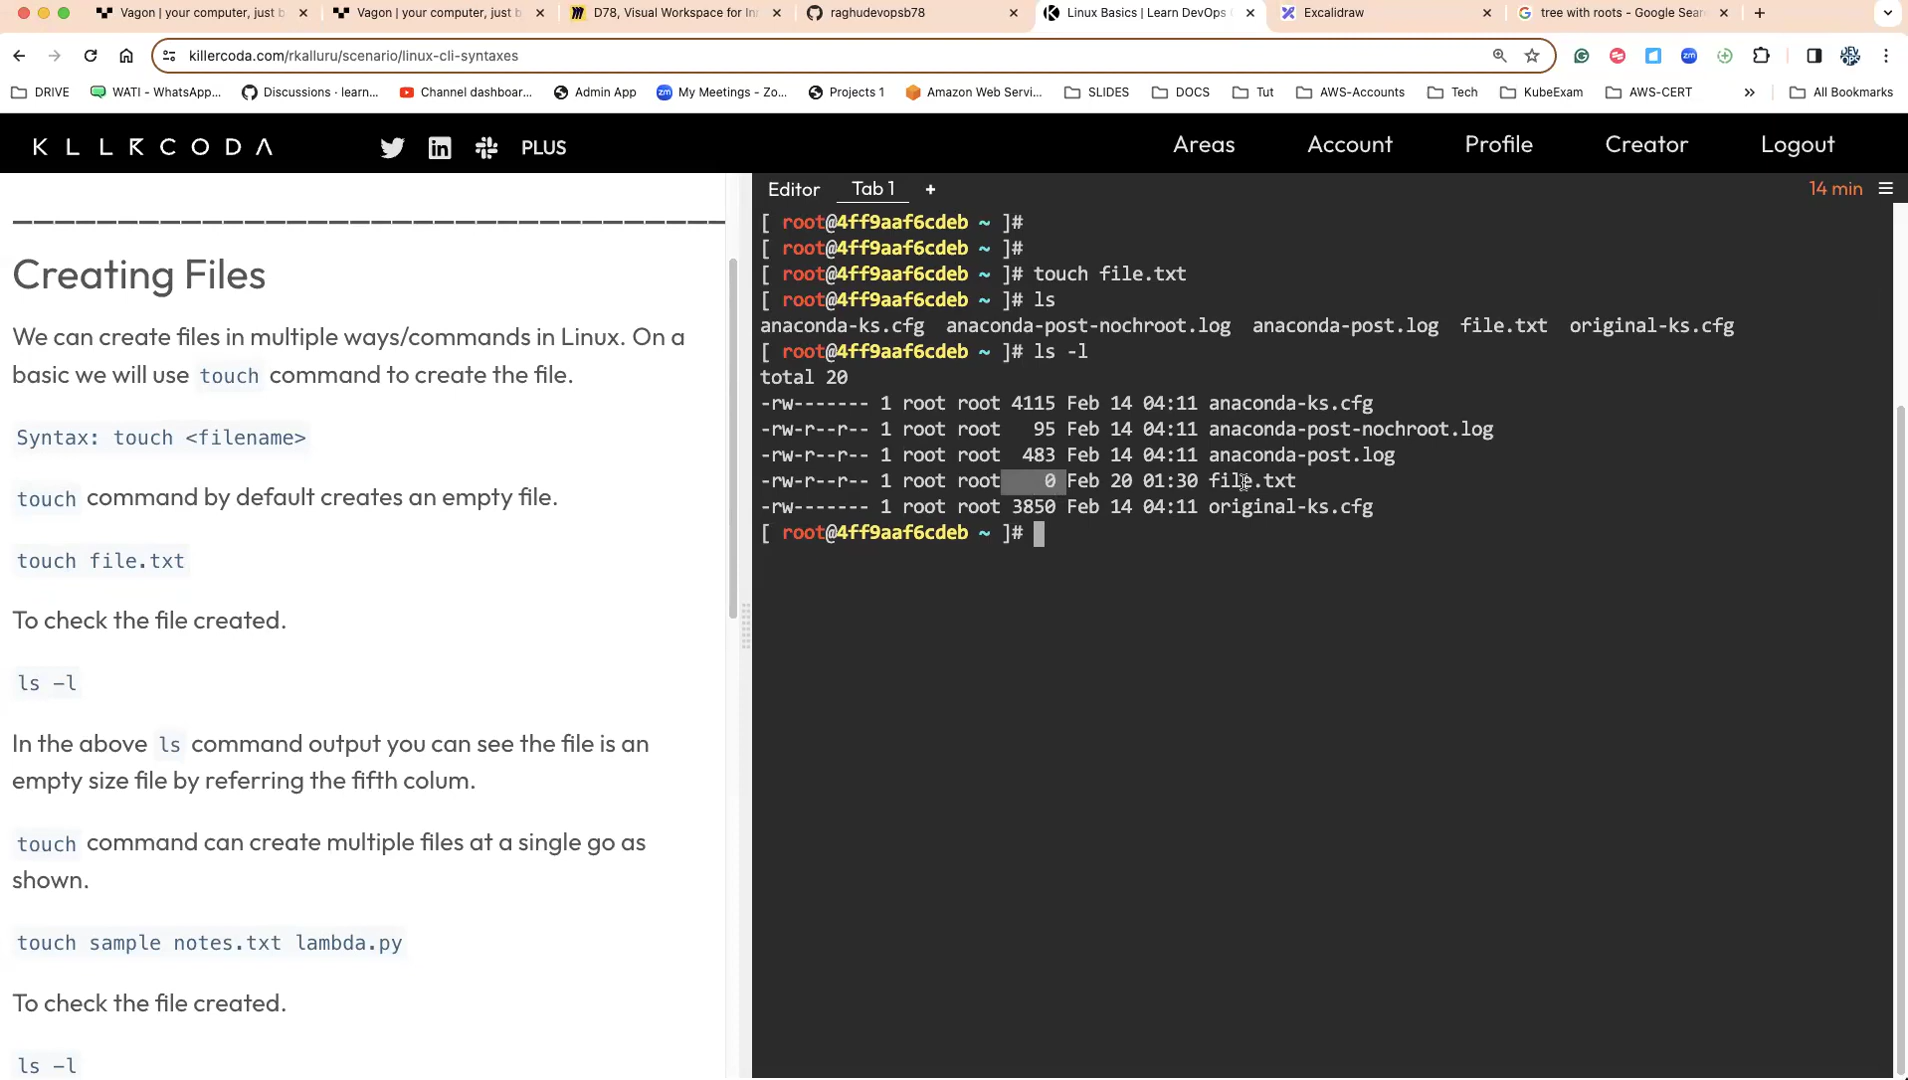 Vagon | your computer, just b
Vagon | your computer, just b
D78, Visual Workspace for Inn
raghudevopsb78
Linux Basics | Learn DevOps
Excalidraw
tree with roots - Google Sear
killercoda.com/rkalluru/scenario/linux-cli-syntaxes
DRIVE
WATI - WhatsApp...
Discussions · learn...
Channel dashboar...
Admin App
My Meetings - Zo...
Projects 1
Amazon Web Servi...
SLIDES
DOCS
Tut
AWS-Accounts
Tech
KubeExam
AWS-CERT
»
All Bookmarks
KLLRCODA
PLUS
Areas
Account
Profile
Creator
Logout
Creating Files
We can create files in multiple ways/commands in Linux. On a
basic we will use touch command to create the file.
Syntax: touch <filename>
touch command by default creates an empty file.
touch file.txt
To check the file created.
ls -l
In the above ls command output you can see the file is an
empty size file by referring the fifth colum.
touch command can create multiple files at a single go as
shown.
touch sample notes.txt lambda.py
To check the file created.
ls -l
Editor
Tab 1
+
14 min
[ root@4ff9aaf6cdeb ~ ]#
[ root@4ff9aaf6cdeb ~ ]#
[ root@4ff9aaf6cdeb ~ ]# touch file.txt
[ root@4ff9aaf6cdeb ~ ]# ls
anaconda-ks.cfg  anaconda-post-nochroot.log  anaconda-post.log  file.txt  original-ks.cfg
[ root@4ff9aaf6cdeb ~ ]# ls -l
total 20
-rw------- 1 root root 4115 Feb 14 04:11 anaconda-ks.cfg
-rw-r--r-- 1 root root   95 Feb 14 04:11 anaconda-post-nochroot.log
-rw-r--r-- 1 root root  483 Feb 14 04:11 anaconda-post.log
-rw-r--r-- 1 root root    0 Feb 20 01:30 file.txt
-rw------- 1 root root 3850 Feb 14 04:11 original-ks.cfg
[ root@4ff9aaf6cdeb ~ ]#